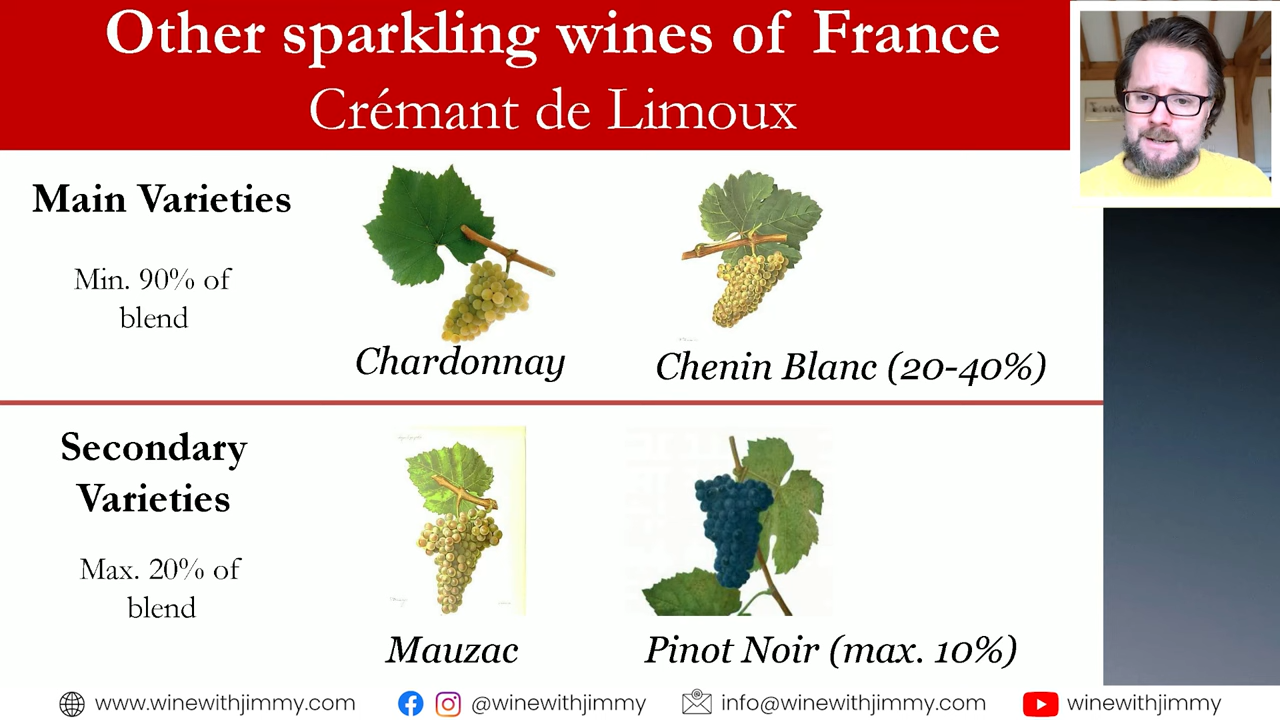 Other sparkling wines of France
Crémant de Limoux
Main Varieties
Min. 90% of
blend
Chardonnay
Chenin Blanc (20-40%)
Secondary
Varieties
Max. 20% of
blend
Mauzac
Pinot Noir (max. 10%)
www.winewithjimmy.com
@winewithjimmy
info@winewithjimmy.com
winewithjimmy